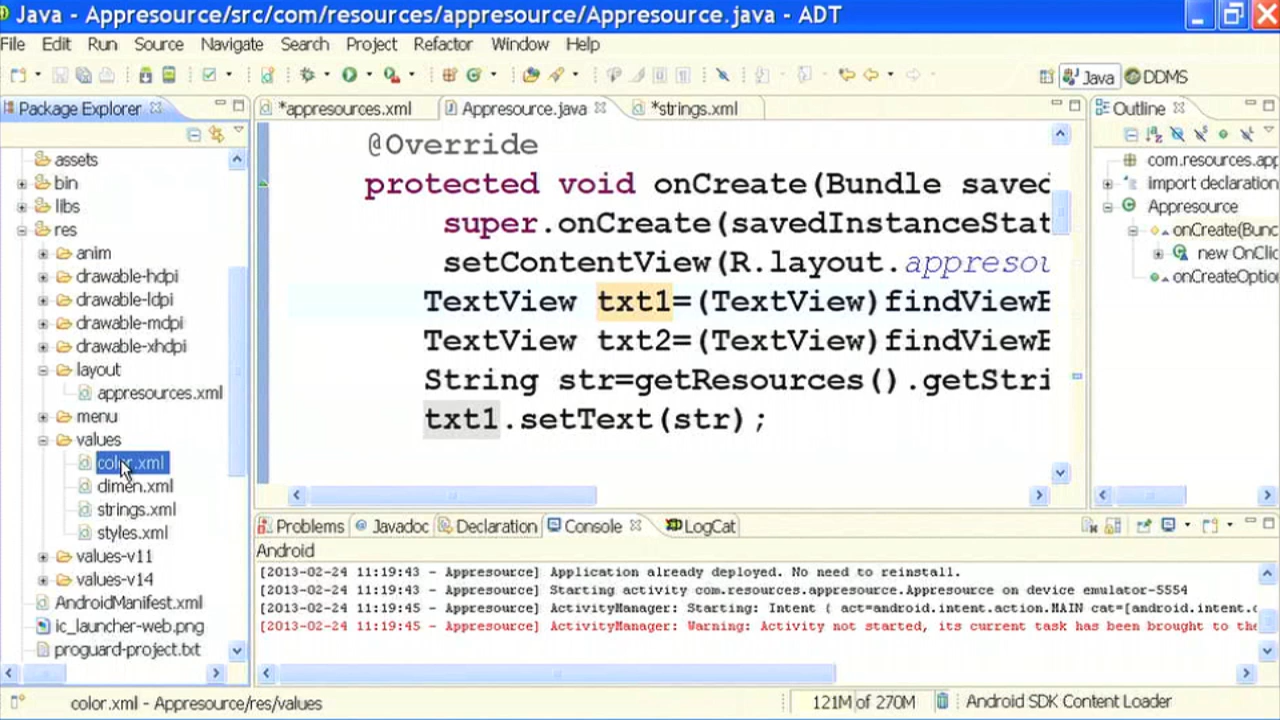 Java - Appresource/src/com/resources/appresource/Appresource.java - ADT
File Edit Run Source Navigate Search Project Refactor Window Help
Java DDMS
Package Explorer
*appresources.xml Appresource.java *strings.xml
Outline
assets
bin
libs
res
anim
drawable-hdpi
drawable-ldpi
drawable-mdpi
drawable-xhdpi
layout
appresources.xml
menu
values
color.xml
dimen.xml
strings.xml
styles.xml
values-v11
values-v14
AndroidManifest.xml
ic_launcher-web.png
proguard-project.txt
@Override
protected void onCreate(Bundle saved
super.onCreate(savedInstanceStat
setContentView(R.layout.appresou
TextView txt1=(TextView)findViewB
TextView txt2=(TextView)findViewB
String str=getResources().getStri
txt1.setText(str);
com.resources.app
import declaration
Appresource
onCreate(Bunc
new OnClic
onCreateOptio
Problems Javadoc Declaration Console LogCat
Android
[2013-02-24 11:19:43 - Appresource] Application already deployed. No need to reinstall.
[2013-02-24 11:19:43 - Appresource] Starting activity com.resources.appresource.Appresource on device emulator-5554
[2013-02-24 11:19:45 - Appresource] ActivityManager: Starting: Intent { act=android.intent.action.MAIN cat=[android.intent.c
[2013-02-24 11:19:45 - Appresource] ActivityManager: Warning: Activity not started, its current task has been brought to the
color.xml - Appresource/res/values
121M of 270M
Android SDK Content Loader